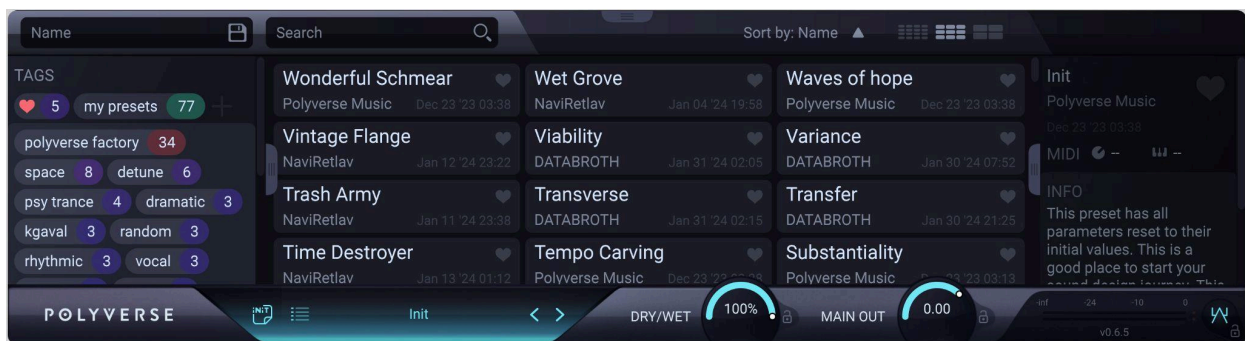 Name
Search
Sort by: Name
TAGS
5
my presets 77
polyverse factory 34
space 8 detune 6
psy trance 4 dramatic 3
kgaval 3 random 3
rhythmic 3 vocal 3
Wonderful Schmear
Polyverse Music Dec 23 '23 03:38
Wet Grove
NaviRetlav Jan 04 '24 19:58
Waves of hope
Polyverse Music Dec 23 '23 03:38
Vintage Flange
NaviRetlav Jan 12 '24 23:22
Viability
DATABROTH Jan 31 '24 02:05
Variance
DATABROTH Jan 30 '24 07:52
Trash Army
NaviRetlav Jan 11 '24 23:38
Transverse
DATABROTH Jan 31 '24 02:15
Transfer
DATABROTH Jan 30 '24 21:25
Time Destroyer
NaviRetlav Jan 13 '24 01:12
Tempo Carving
Polyverse Music Dec 23
Substantiality
Polyverse Music 03:13
Init
Polyverse Music
Dec 23 '23 03:38
MIDI -- --
INFO
This preset has all
parameters reset to their
initial values. This is a
good place to start your
sound design journey. This
POLYVERSE
INIT
Init
< >
DRY/WET
100%
MAIN OUT
0.00
-inf -24 -10 0
v0.6.5